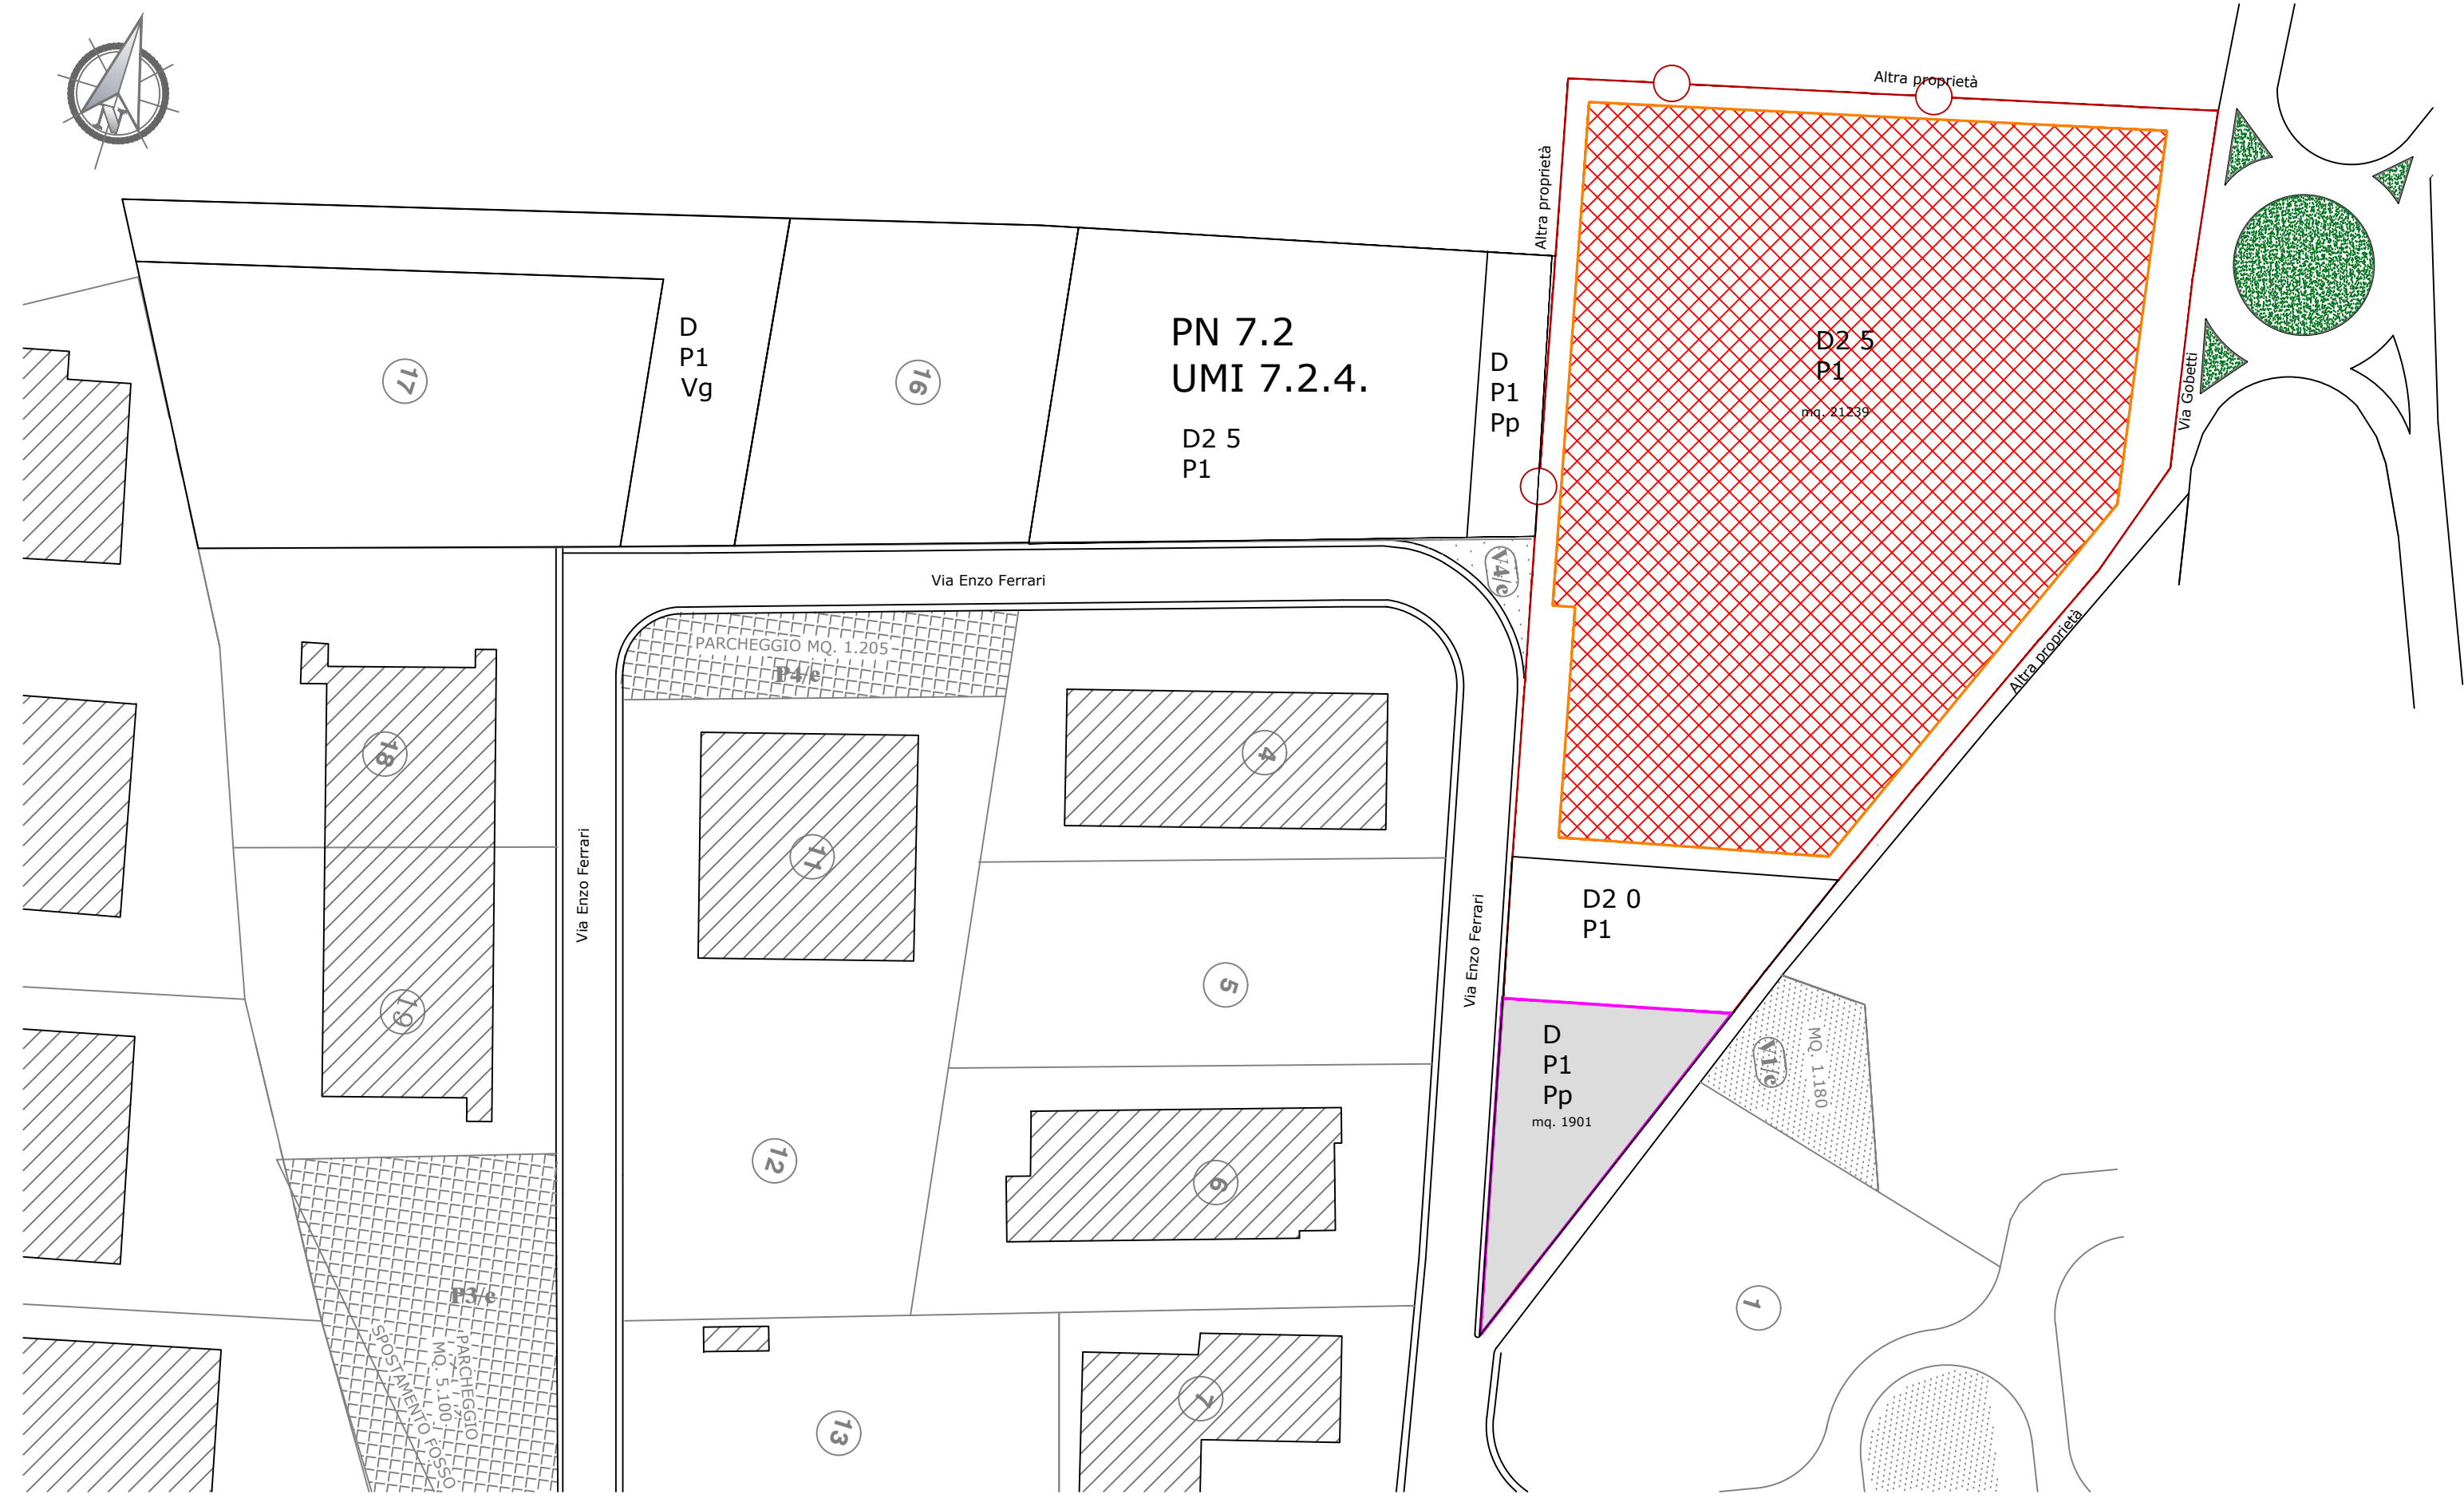 N
Altra proprietà
Altra proprietà
17
D
P1
Vg
16
PN 7.2
UMI 7.2.4.
D2 5
P1
D
P1
Pp
D2 5
P1
mq. 21239
Via Gobetti
Via Enzo Ferrari
V4/e
PARCHEGGIO MQ. 1.205
P4/e
Altra proprietà
18
11
4
Via Enzo Ferrari
D2 0
P1
Via Enzo Ferrari
19
5
D
P1
Pp
mq. 1901
V1/e
MQ. 1.180
12
6
P3/e
PARCHEGGIO
MQ. 5.100
SPOSTAMENTO FOSSO
1
7
13